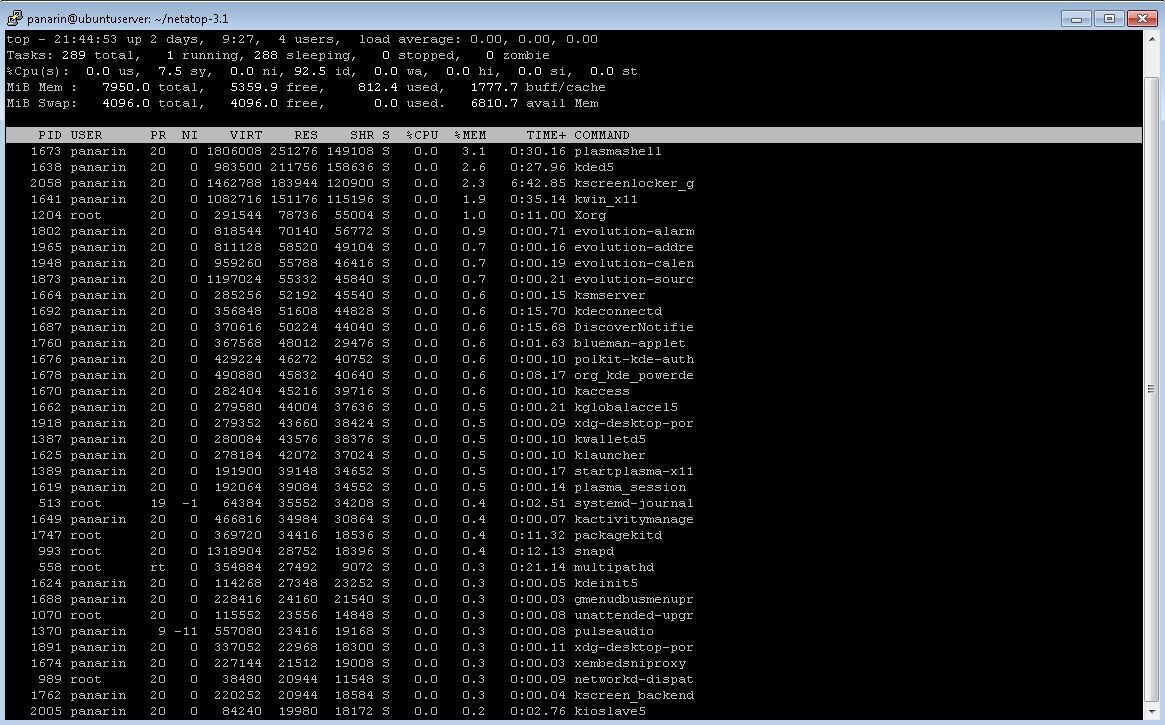 panarin@ubuntuserver: ~/netatop-3.1
top - 21:44:53 up 2 days,  9:27,  4 users,  load average: 0.00, 0.00, 0.00
Tasks: 289 total,   1 running, 288 sleeping,   0 stopped,   0 zombie
%Cpu(s):  0.0 us,  7.5 sy,  0.0 ni, 92.5 id,  0.0 wa,  0.0 hi,  0.0 si,  0.0 st
MiB Mem :   7950.0 total,   5359.9 free,    812.4 used,   1777.7 buff/cache
MiB Swap:   4096.0 total,   4096.0 free,      0.0 used.   6810.7 avail Mem
PID USER      PR  NI    VIRT    RES    SHR S  %CPU  %MEM     TIME+ COMMAND
1673 panarin   20   0 1806008 251276 149108 S   0.0   3.1   0:30.16 plasmashell
1638 panarin   20   0  983500 211756 158636 S   0.0   2.6   0:27.96 kded5
2058 panarin   20   0 1462788 183944 120900 S   0.0   2.3   6:42.85 kscreenlocker_g
1641 panarin   20   0 1082716 151176 115196 S   0.0   1.9   0:35.14 kwin_x11
1204 root      20   0  291544  78736  55004 S   0.0   1.0   0:11.00 Xorg
1802 panarin   20   0  818544  70140  56772 S   0.0   0.9   0:00.71 evolution-alarm
1965 panarin   20   0  811128  58520  49104 S   0.0   0.7   0:00.16 evolution-addre
1948 panarin   20   0  959260  55788  46416 S   0.0   0.7   0:00.19 evolution-calen
1873 panarin   20   0 1197024  55332  45840 S   0.0   0.7   0:00.21 evolution-sourc
1664 panarin   20   0  285256  52192  45540 S   0.0   0.6   0:00.15 ksmserver
1692 panarin   20   0  356848  51608  44828 S   0.0   0.6   0:15.70 kdeconnectd
1687 panarin   20   0  370616  50224  44040 S   0.0   0.6   0:15.68 DiscoverNotifie
1760 panarin   20   0  367568  48012  29476 S   0.0   0.6   0:01.63 blueman-applet
1676 panarin   20   0  429224  46272  40752 S   0.0   0.6   0:00.10 polkit-kde-auth
1678 panarin   20   0  490880  45832  40640 S   0.0   0.6   0:08.17 org_kde_powerde
1670 panarin   20   0  282404  45216  39716 S   0.0   0.6   0:00.10 kaccess
1662 panarin   20   0  279580  44004  37636 S   0.0   0.5   0:00.21 kglobalaccel5
1918 panarin   20   0  279352  43660  38424 S   0.0   0.5   0:00.09 xdg-desktop-por
1387 panarin   20   0  280084  43576  38376 S   0.0   0.5   0:00.10 kwalletd5
1625 panarin   20   0  278184  42072  37024 S   0.0   0.5   0:00.10 klauncher
1389 panarin   20   0  191900  39148  34652 S   0.0   0.5   0:00.17 startplasma-x11
1619 panarin   20   0  192064  39084  34552 S   0.0   0.5   0:00.14 plasma_session
513 root      19  -1   64384  35552  34208 S   0.0   0.4   0:02.51 systemd-journal
1649 panarin   20   0  466816  34984  30864 S   0.0   0.4   0:00.07 kactivitymanage
1747 root      20   0  369720  34416  18536 S   0.0   0.4   0:11.32 packagekitd
993 root      20   0 1318904  28752  18396 S   0.0   0.4   0:12.13 snapd
558 root      rt   0  354884  27492   9072 S   0.0   0.3   0:21.14 multipathd
1624 panarin   20   0  114268  27348  23252 S   0.0   0.3   0:00.05 kdeinit5
1688 panarin   20   0  228416  24160  21540 S   0.0   0.3   0:00.03 gmenudbusmenupr
1070 root      20   0  115552  23556  14848 S   0.0   0.3   0:00.08 unattended-upgr
1370 panarin    9 -11  557080  23416  19168 S   0.0   0.3   0:00.08 pulseaudio
1891 panarin   20   0  337052  22968  18300 S   0.0   0.3   0:00.11 xdg-desktop-por
1674 panarin   20   0  227144  21512  19008 S   0.0   0.3   0:00.03 xembedsniproxy
989 root      20   0   38480  20944  11548 S   0.0   0.3   0:00.09 networkd-dispat
1762 panarin   20   0  220252  20944  18584 S   0.0   0.3   0:00.04 kscreen_backend
2005 panarin   20   0   84240  19980  18172 S   0.0   0.2   0:02.76 kioslave5